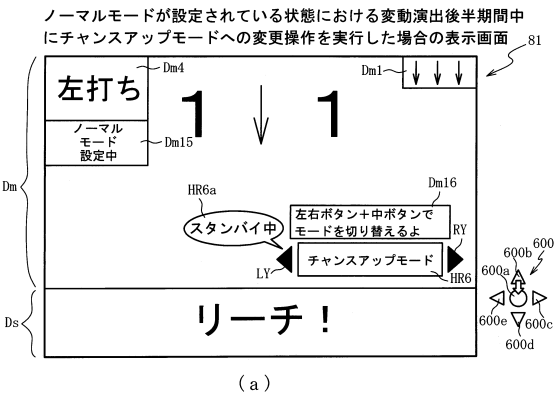 ノーマルモードが設定されている状態における変動演出後半期間中
にチャンスアップモードへの変更操作を実行した場合の表示画面
81
Dm4
Dm1
左打ち
1 1
ノーマル
モード
設定中
Dm15
Dm
HR6a
Dm16
スタンバイ中
左右ボタン+中ボタンで
モードを切り替えるよ
RY
チャンスアップモード
LY
HR6
600
600b
600a
600e
600c
600d
Ds
リーチ!
(a)